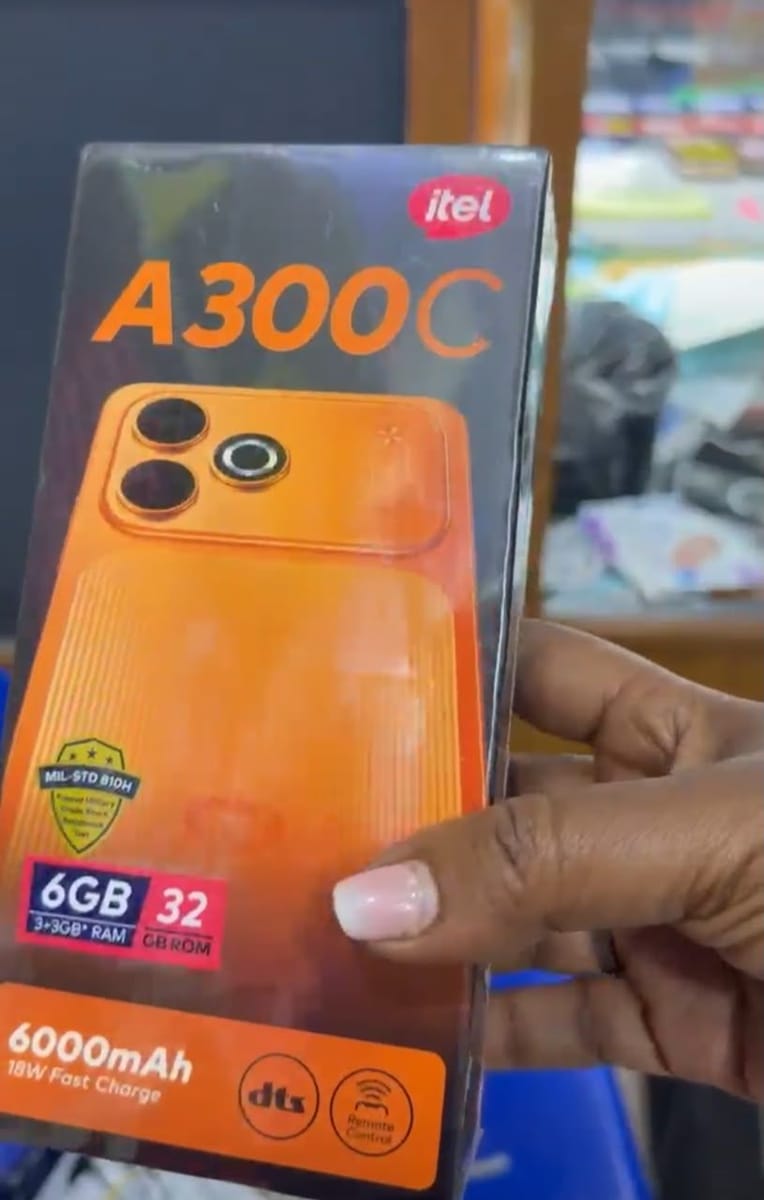 itel
A300C
MIL-STD 810H
6GB
3+3GB* RAM
32
GB ROM
6000mAh
18W Fast Charge
dts
Remote
Control